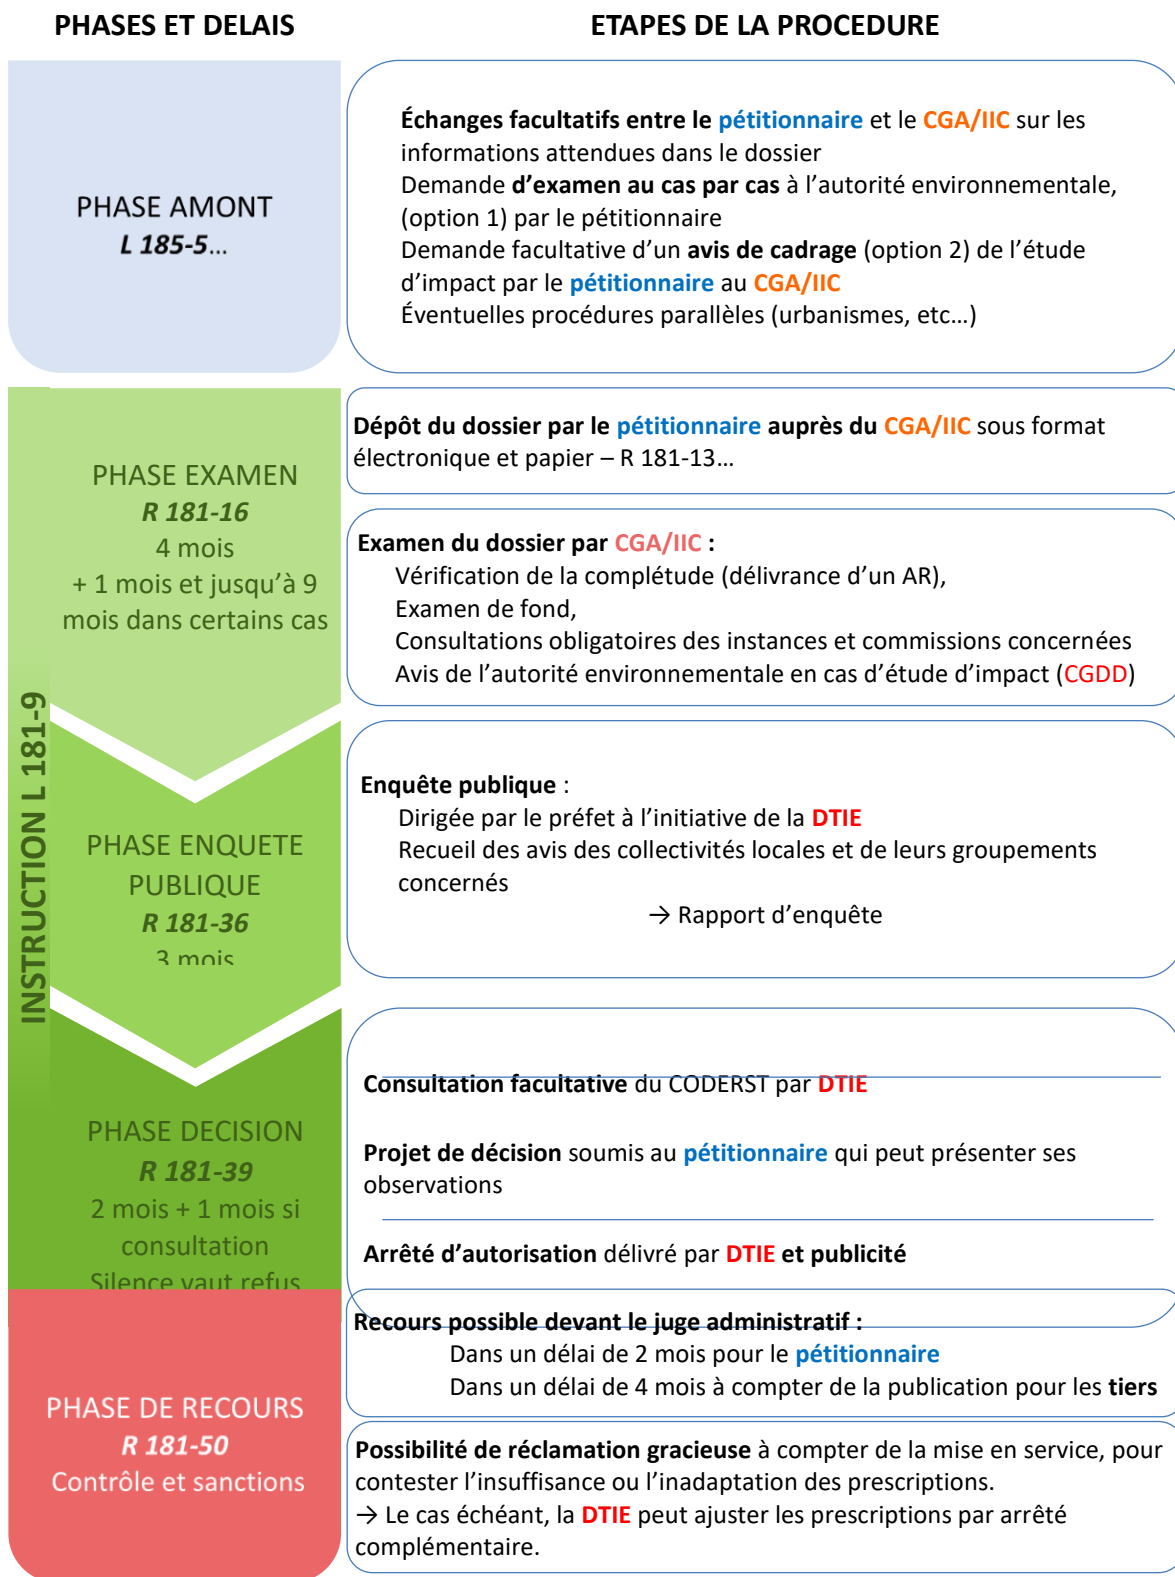 PHASES ET DELAIS
ETAPES DE LA PROCEDURE
PHASE AMONT
L 185-5…
Échanges facultatifs entre le pétitionnaire et le CGA/IIC sur les
informations attendues dans le dossier
Demande d’examen au cas par cas à l’autorité environnementale,
(option 1) par le pétitionnaire
Demande facultative d’un avis de cadrage (option 2) de l’étude
d’impact par le pétitionnaire au CGA/IIC
Éventuelles procédures parallèles (urbanismes, etc…)
INSTRUCTION L 181-9
PHASE EXAMEN
R 181-16
4 mois
+ 1 mois et jusqu’à 9
mois dans certains cas
Dépôt du dossier par le pétitionnaire auprès du CGA/IIC sous format
électronique et papier – R 181-13…
Examen du dossier par CGA/IIC :
Vérification de la complétude (délivrance d’un AR),
Examen de fond,
Consultations obligatoires des instances et commissions concernées
Avis de l’autorité environnementale en cas d’étude d’impact (CGDD)
PHASE ENQUETE
PUBLIQUE
R 181-36
3 mois
Enquête publique :
Dirigée par le préfet à l’initiative de la DTIE
Recueil des avis des collectivités locales et de leurs groupements
concernés
→ Rapport d’enquête
PHASE DECISION
R 181-39
2 mois + 1 mois si
consultation
Silence vaut refus
Consultation facultative du CODERST par DTIE
Projet de décision soumis au pétitionnaire qui peut présenter ses
observations
Arrêté d’autorisation délivré par DTIE et publicité
PHASE DE RECOURS
R 181-50
Contrôle et sanctions
Recours possible devant le juge administratif :
Dans un délai de 2 mois pour le pétitionnaire
Dans un délai de 4 mois à compter de la publication pour les tiers
Possibilité de réclamation gracieuse à compter de la mise en service, pour
contester l’insuffisance ou l’inadaptation des prescriptions.
→ Le cas échéant, la DTIE peut ajuster les prescriptions par arrêté
complémentaire.